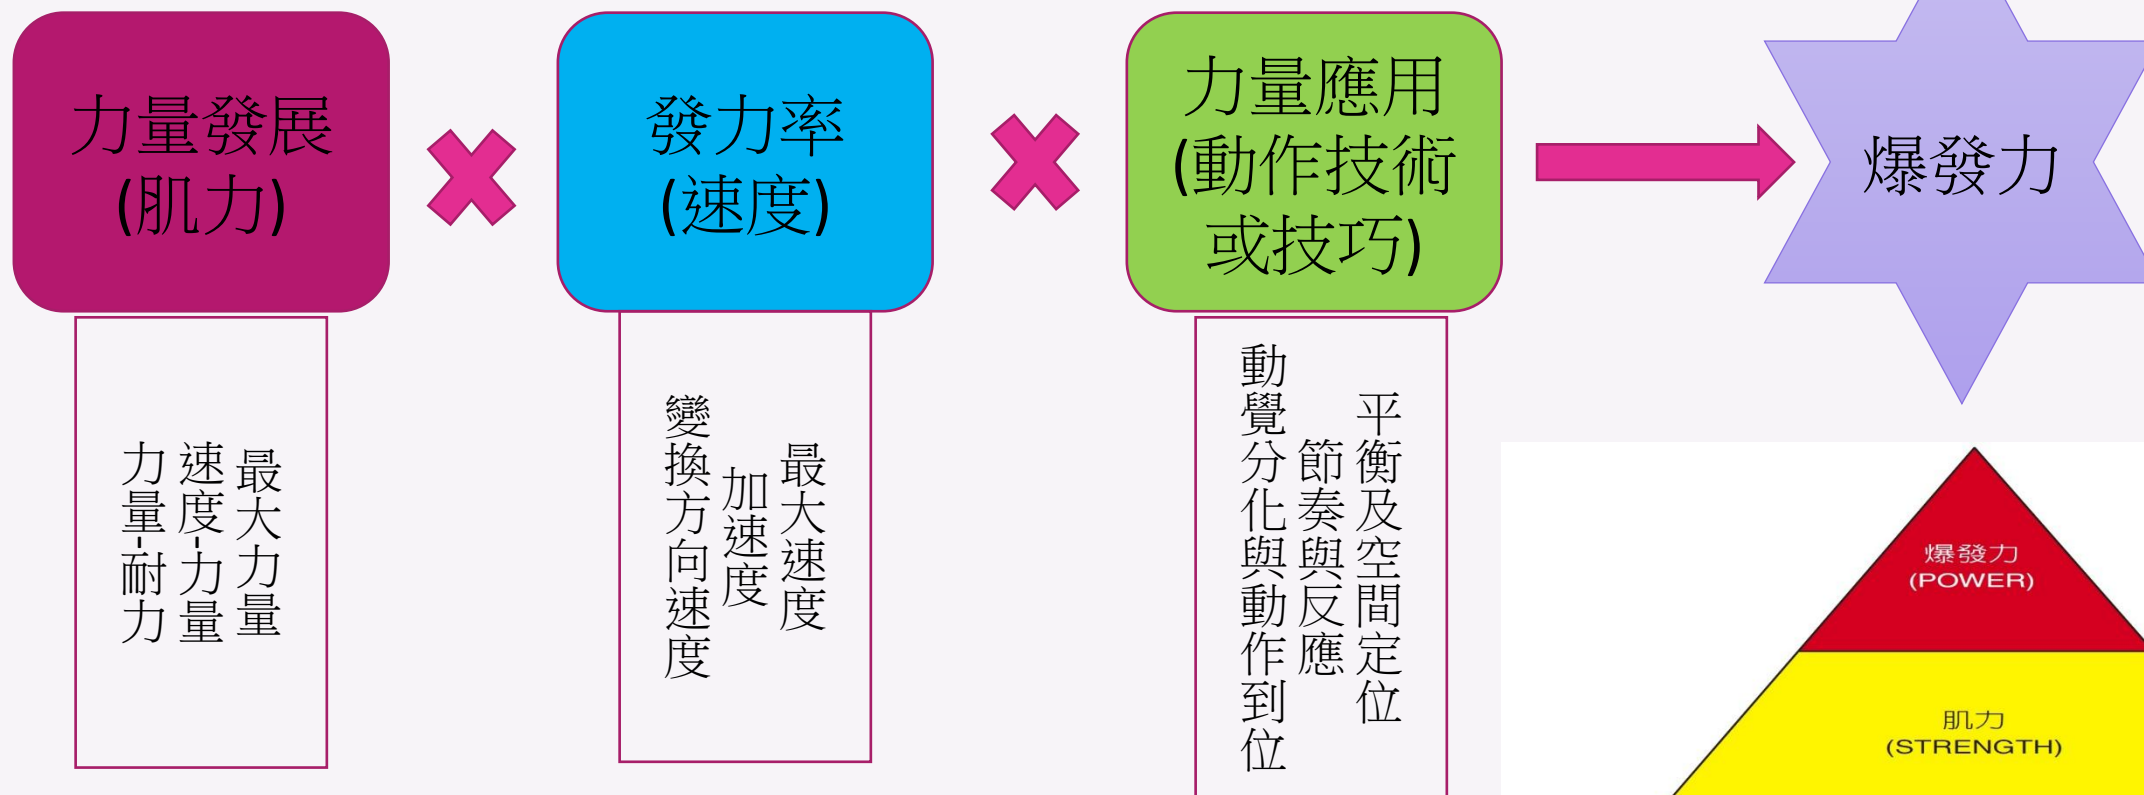 力量發展
(肌力)
發力率
(速度)
力量應用
(動作技術
或技巧)
爆發力
最大力量
速度-力量
力量-耐力
最大速度
加速度
變換方向速度
平衡及空間定位
節奏與反應
動覺分化與動作到位
爆發力
(POWER)
肌力
(STRENGTH)